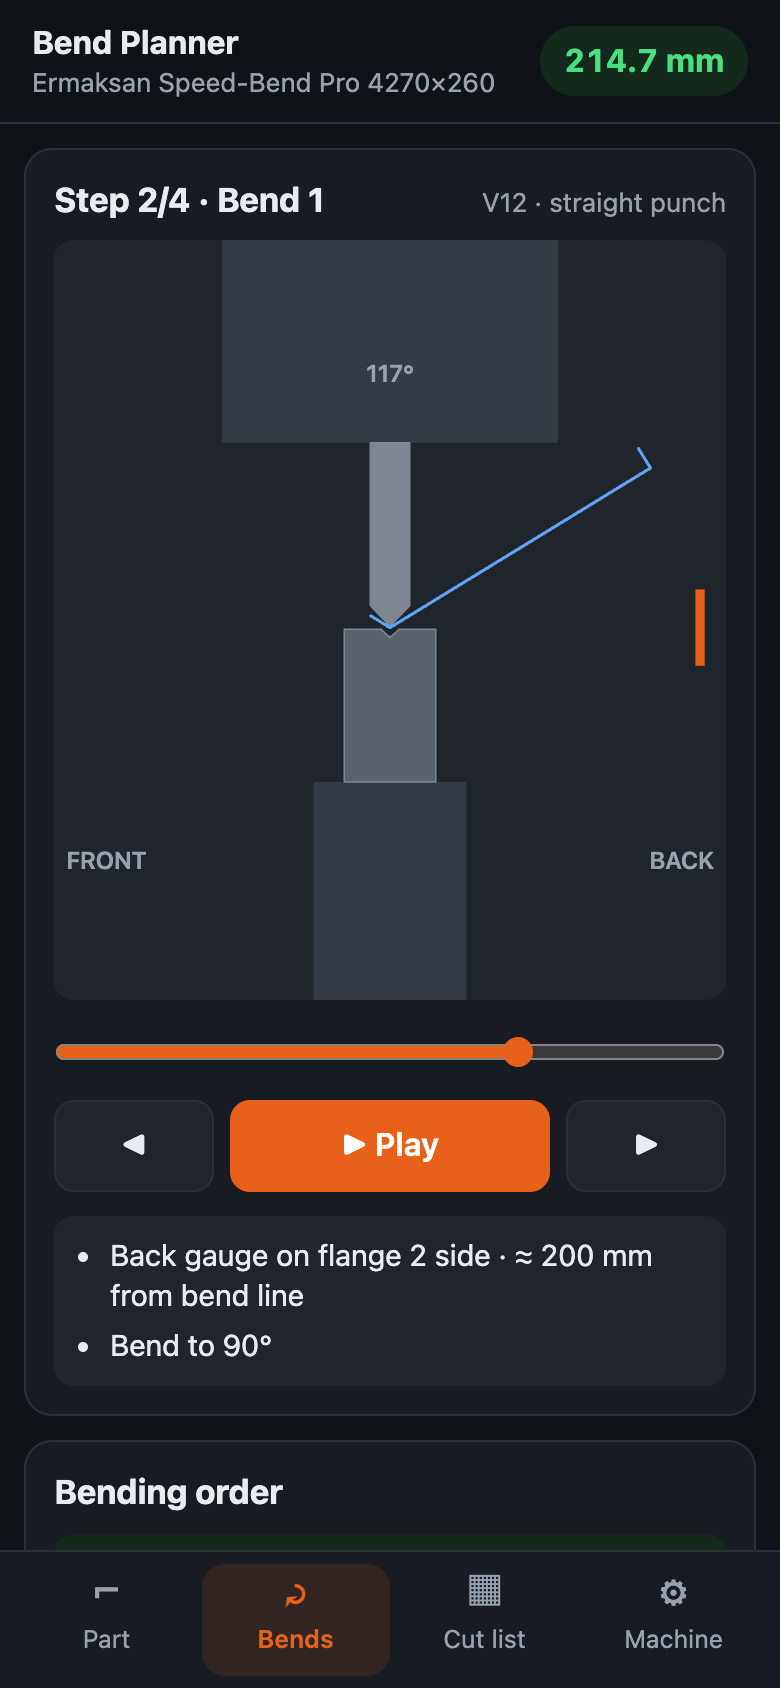 Bend Planner
Ermaksan Speed-Bend Pro 4270×260
214.7 mm
Step 2/4 · Bend 1
V12 · straight punch
117°
FRONT
BACK
▶ Play
• Back gauge on flange 2 side · ≈ 200 mm
from bend line
• Bend to 90°
Bending order
Part
Bends
Cut list
Machine